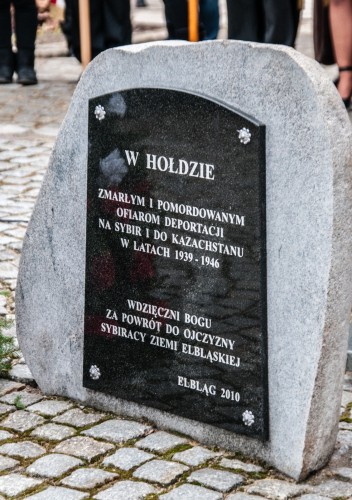 W HOŁDZIE
ZMARŁYM I POMORDOWANYM
OFIAROM DEPORTACJI
NA SYBIR I DO KAZACHSTANU
W LATACH 1939 - 1946
WDZIĘCZNI BOGU
ZA POWRÓT DO OJCZYZNY
SYBIRACY ZIEMI ELBLĄSKIEJ
ELBLĄG 2010